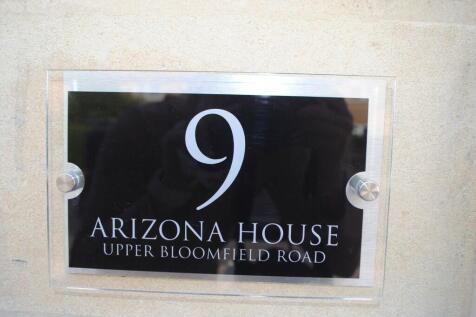 9
ARIZONA HOUSE
UPPER BLOOMFIELD ROAD